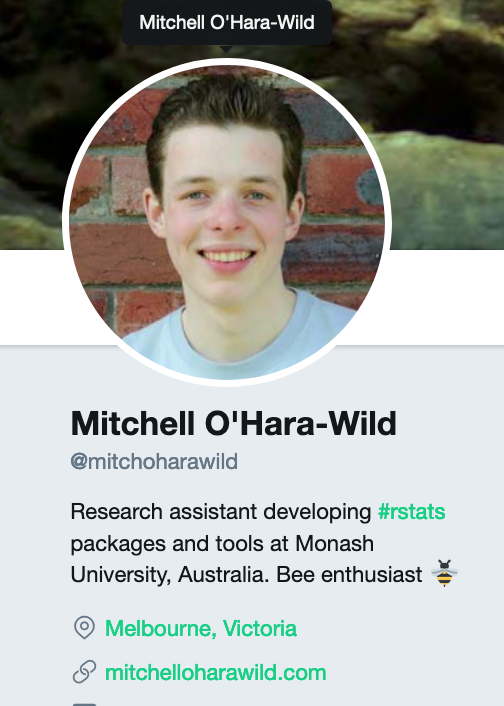 Mitchell O'Hara-Wild
Mitchell O'Hara-Wild
@mitchoharawild
Research assistant developing #rstats
packages and tools at Monash
University, Australia. Bee enthusiast 🐝
Melbourne, Victoria
mitchelloharawild.com